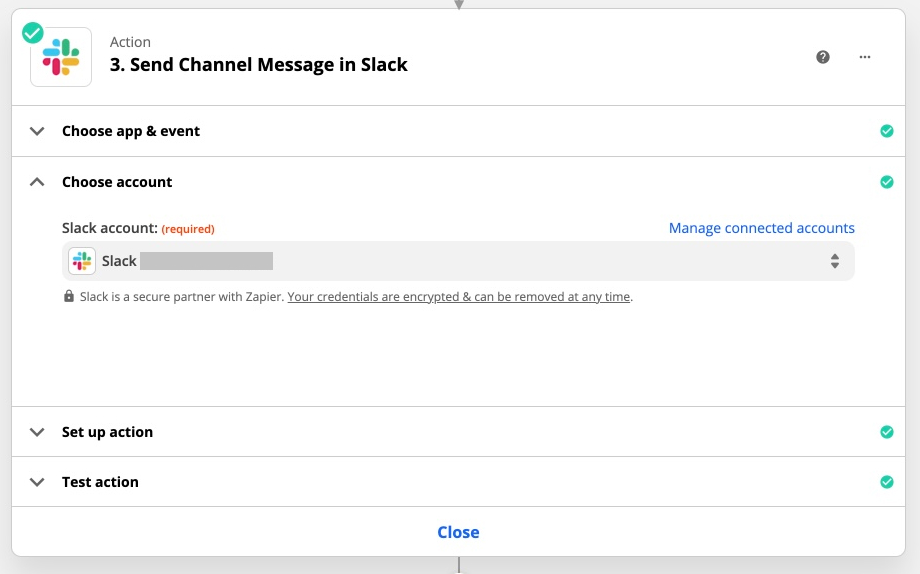 Action
3. Send Channel Message in Slack
Choose app & event
Choose account
Slack account: (required) Manage connected accounts
Slack
Slack is a secure partner with Zapier. Your credentials are encrypted & can be removed at any time.
Set up action
Test action
Close